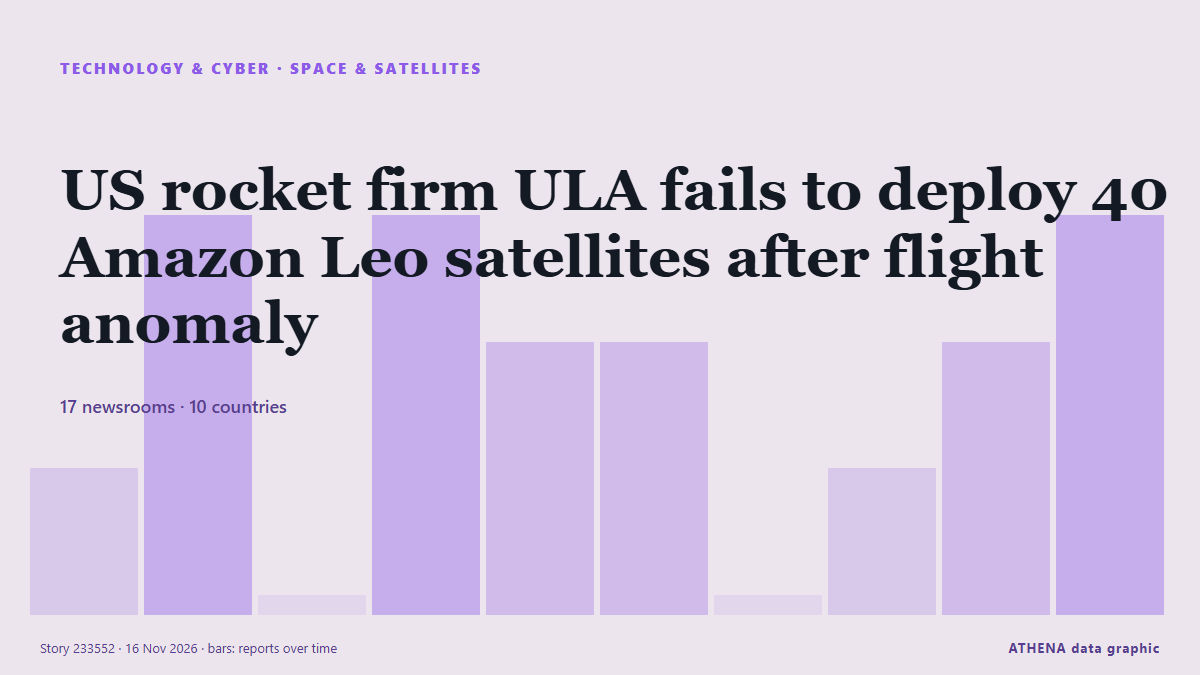 TECHNOLOGY & CYBER · SPACE & SATELLITES
US rocket firm ULA fails to deploy 40
Amazon Leo satellites after flight
anomaly
17 newsrooms · 10 countries
Story 233552 · 16 Nov 2026 · bars: reports over time
ATHENA data graphic